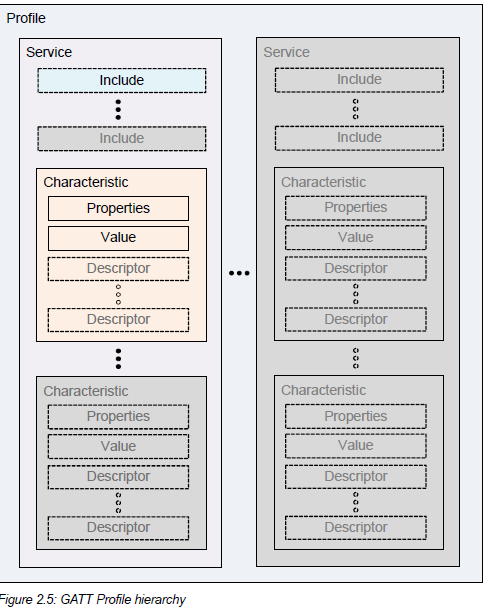 Profile
Service
Include
Include
Characteristic
Properties
Value
Descriptor
Descriptor
Characteristic
Properties
Value
Descriptor
Descriptor
Service
Include
Include
Characteristic
Properties
Value
Descriptor
Descriptor
Characteristic
Properties
Value
Descriptor
Descriptor
Figure 2.5: GATT Profile hierarchy